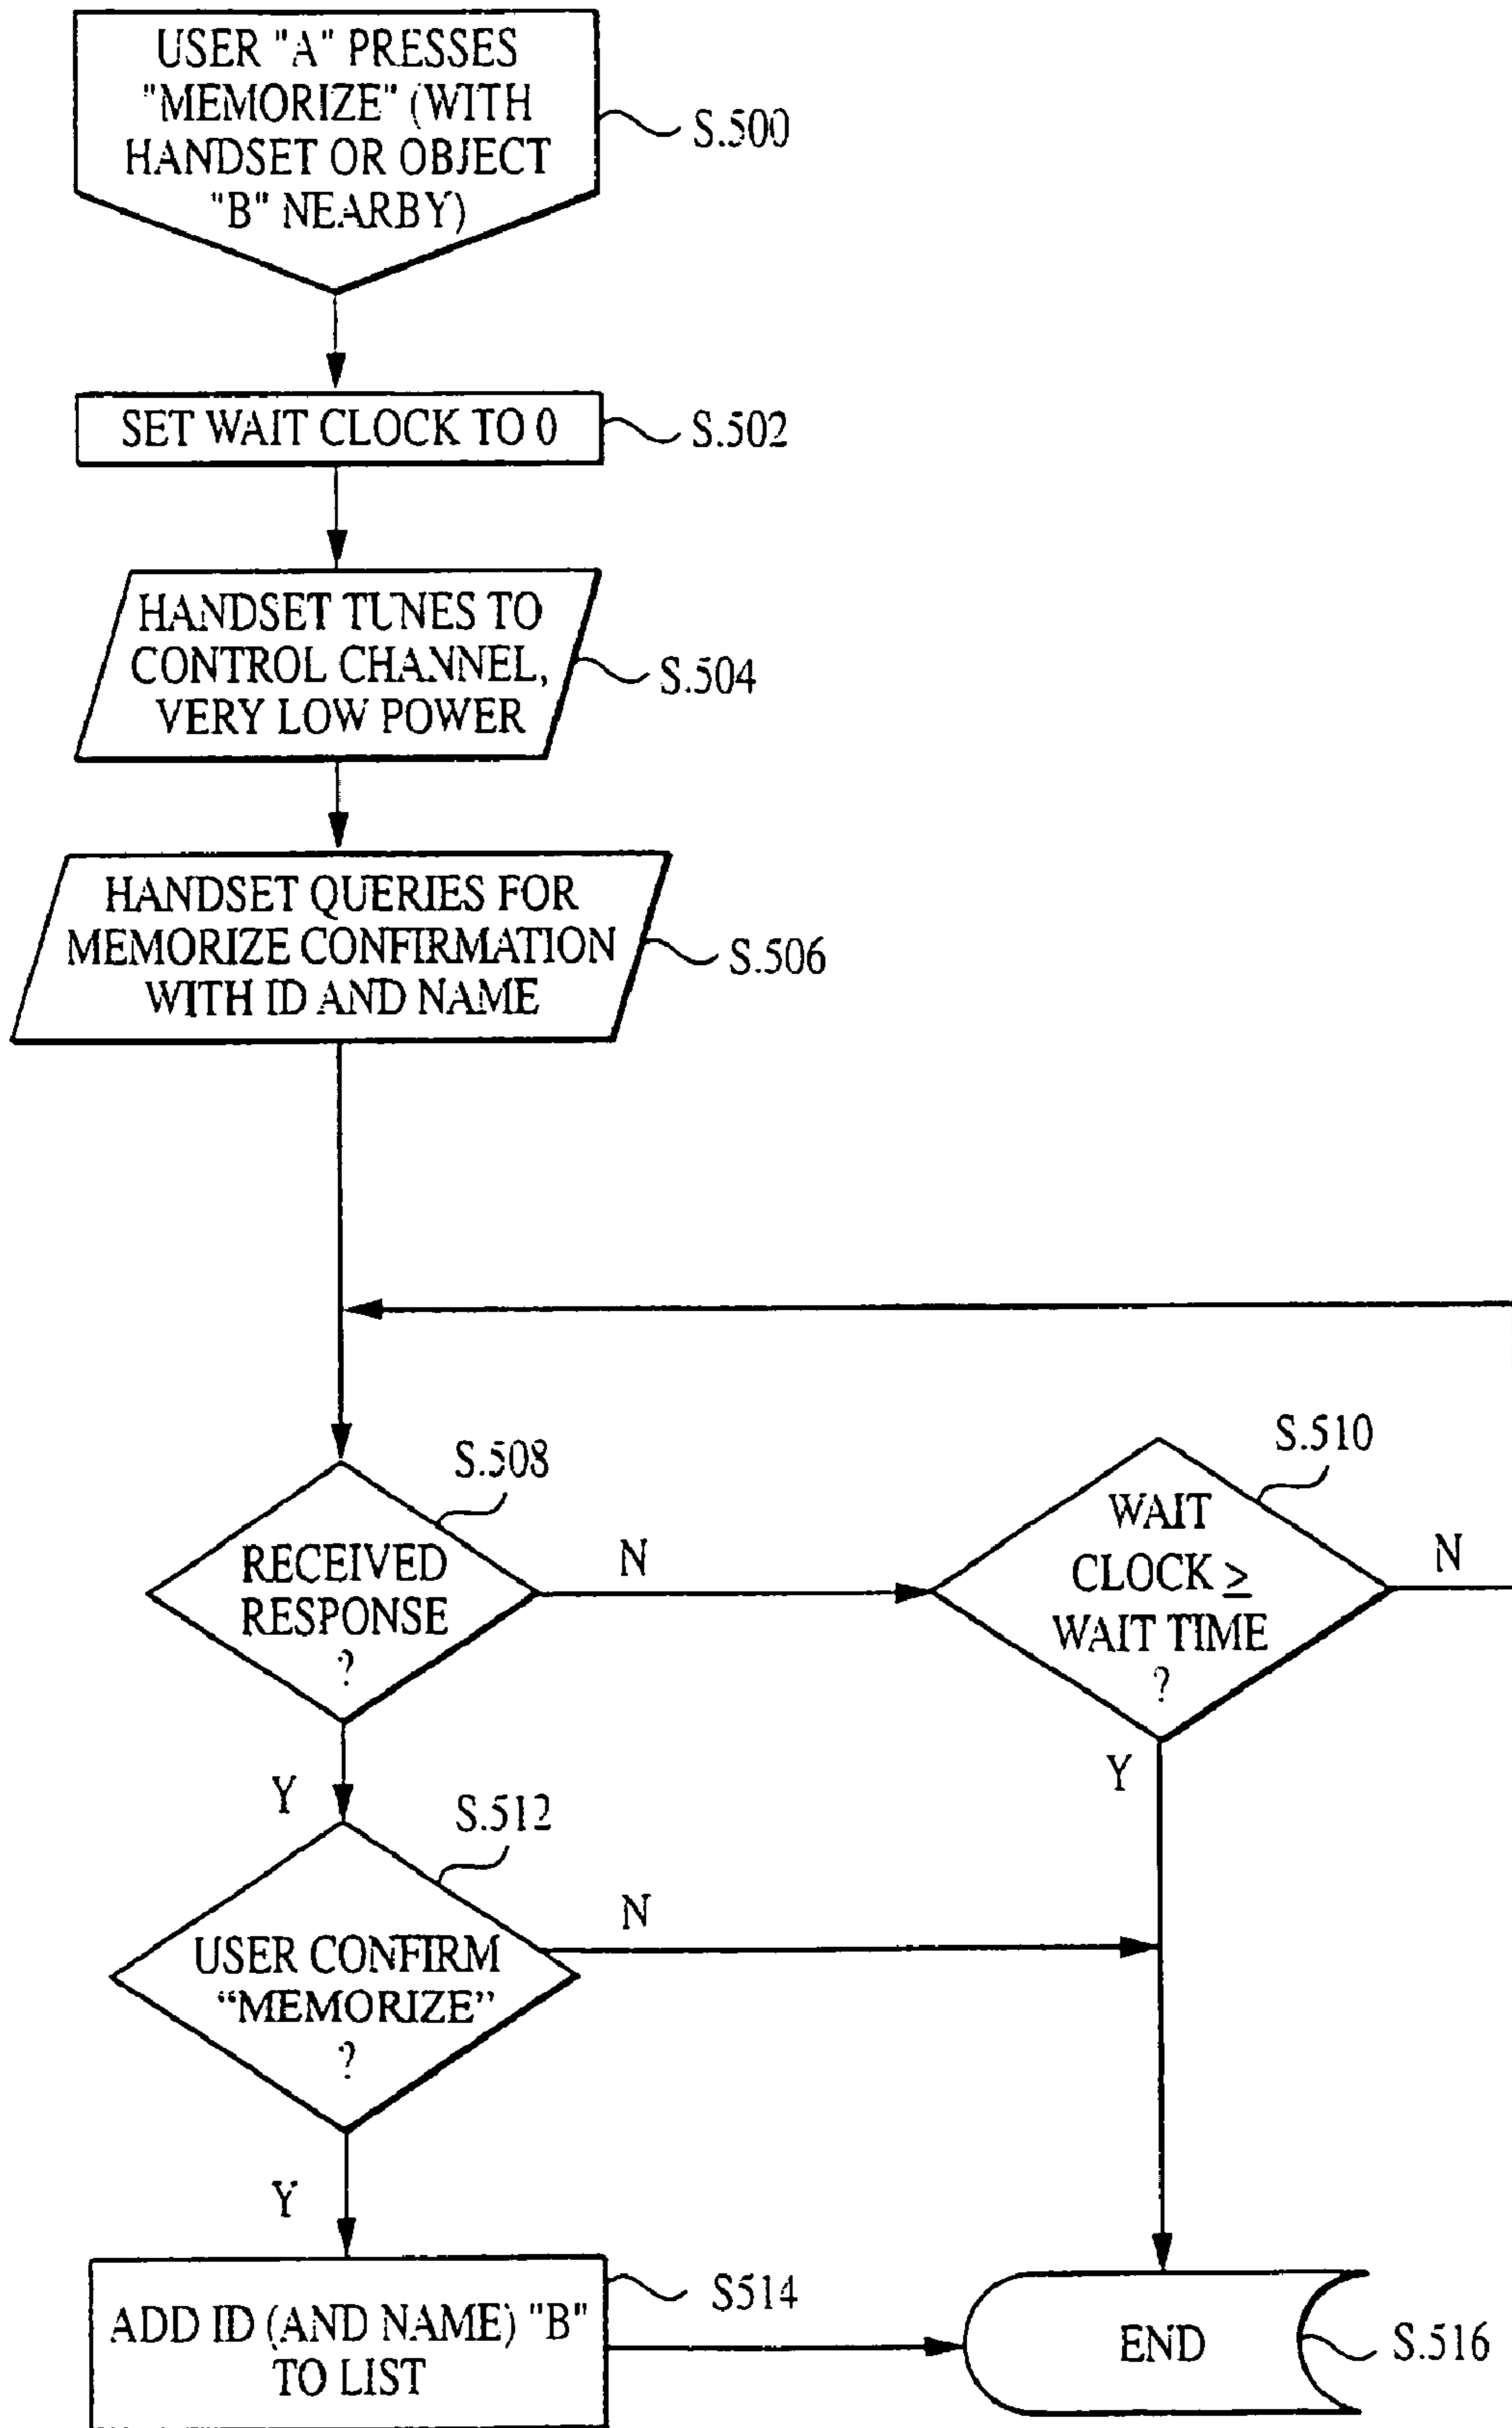 USER "A" PRESSES
"MEMORIZE" (WITH
HANDSET OR OBJECT
"B" NEARBY)
S.500
SET WAIT CLOCK TO 0
S.502
HANDSET TUNES TO
CONTROL CHANNEL,
VERY LOW POWER
S.504
HANDSET QUERIES FOR
MEMORIZE CONFIRMATION
WITH ID AND NAME
S.506
S.508
RECEIVED
RESPONSE
?
N
S.510
WAIT
CLOCK ≥
WAIT TIME
?
N
Y
Y
S.512
USER CONFIRM
“MEMORIZE”
?
N
Y
ADD ID (AND NAME) "B"
TO LIST
S514
END
S.516